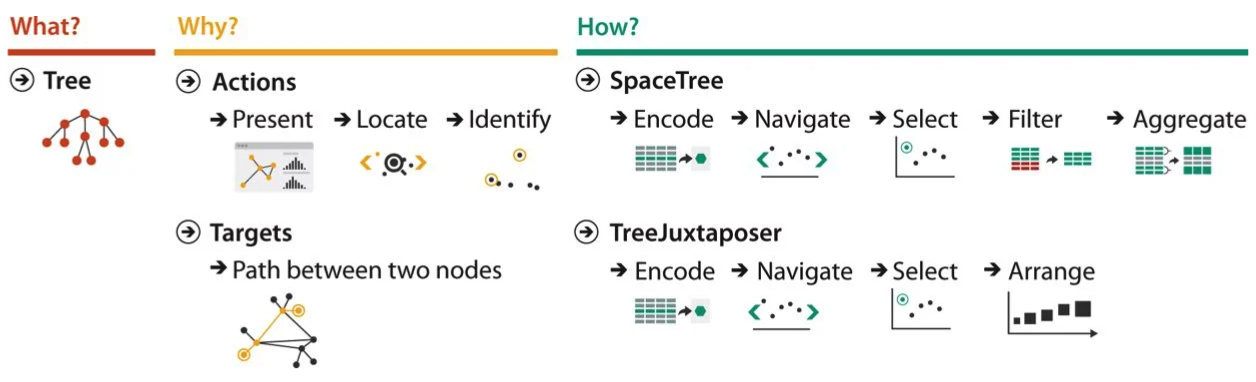 What?
Why?
How?
Tree
Actions
SpaceTree
Present
Locate
Identify
Encode
Navigate
Select
Filter
Aggregate
Targets
TreeJuxtaposer
Path between two nodes
Encode
Navigate
Select
Arrange